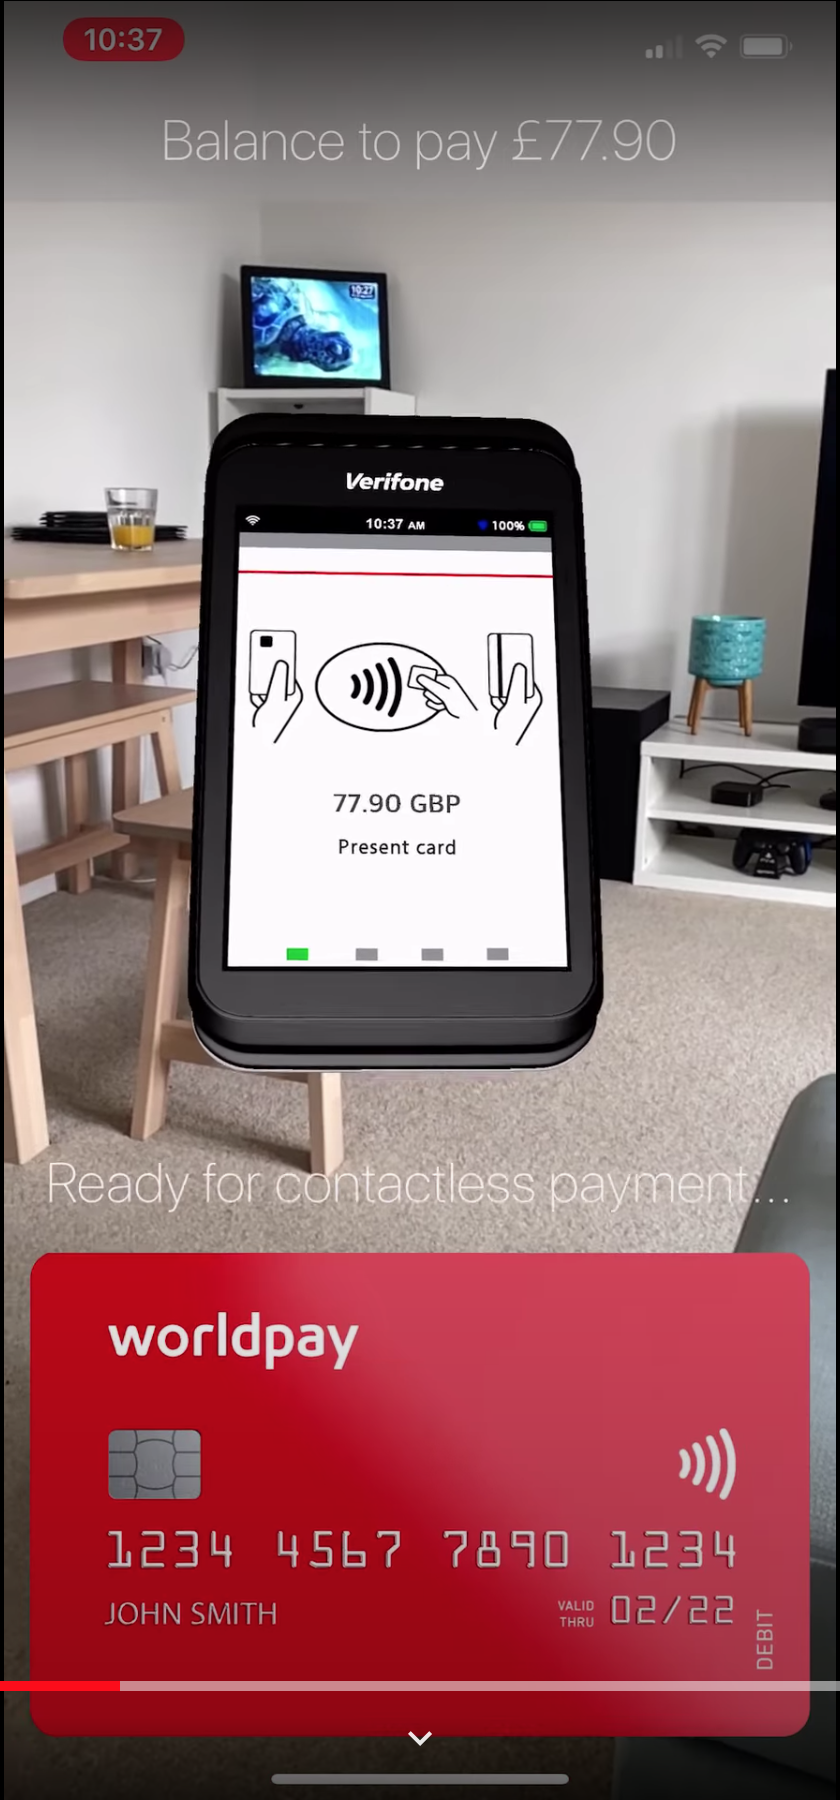 10:37
Balance to pay £77.90
10:27
Verifone
10:37 AM 100%
77.90 GBP
Present card
Ready for contactless payment...
worldpay
1234 4567 7890 1234
JOHN SMITH VALID THRU 02/22
DEBIT